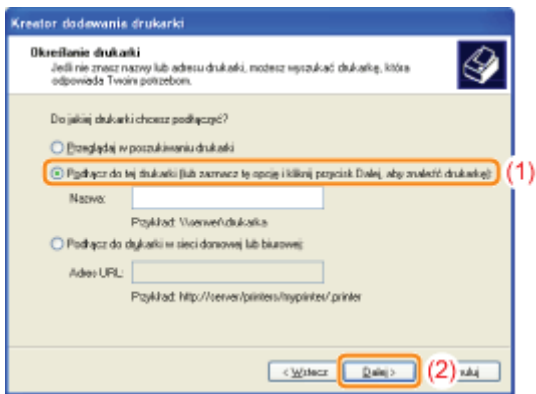 Kreator dodawania drukarki
Określanie drukarki
Jeśli nie znasz nazwy lub adresu drukarki, możesz wyszukać drukarkę, która
odpowiada Twoim potrzebom.
Do jakiej drukarki chcesz podłączyć?
Przeglądaj w poszukiwaniu drukarki
Podłącz do tej drukarki (lub zaznacz tę opcję i kliknij przycisk Dalej, aby znaleźć drukarkę):
(1)
Nazwa:
Przykład: \\serwer\drukarka
Podłącz do drukarki w sieci domowej lub biurowej:
Adres URL:
Przykład: http://server/printers/myprinter/.printer
< Wstecz Dalej > (2)